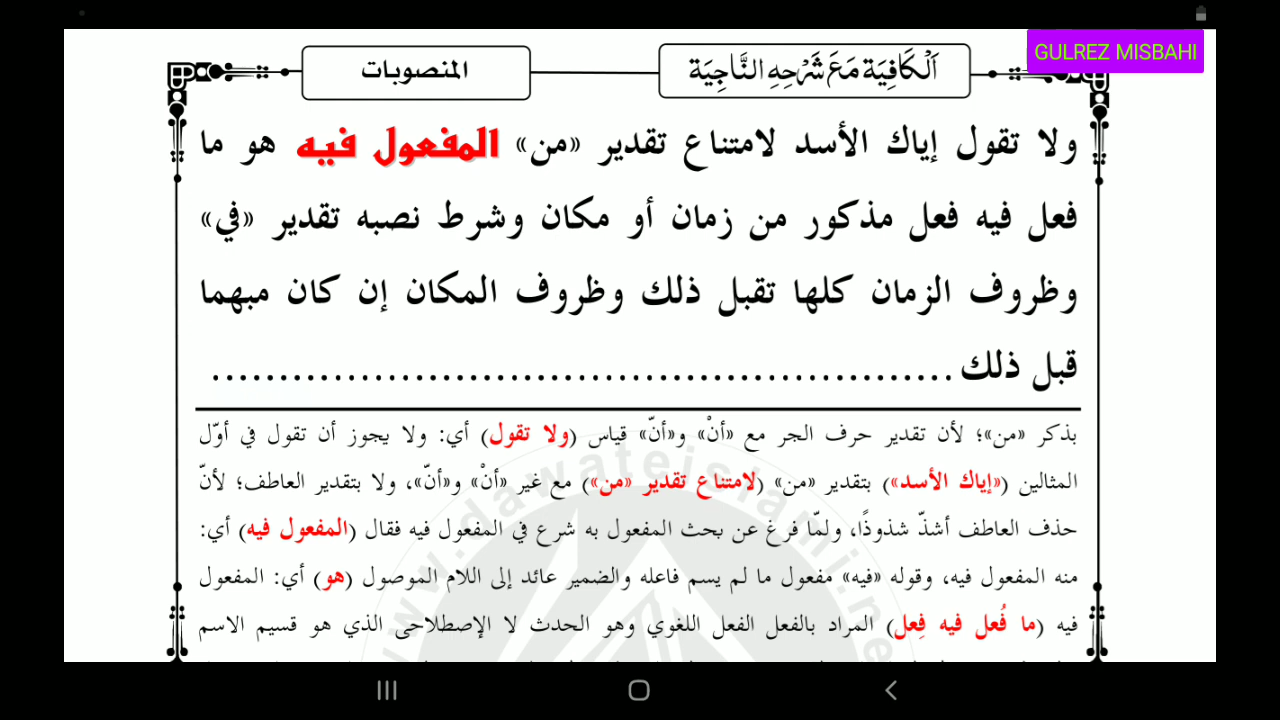 GULREZ MISBAHI
اَلْكَافِيَة مَعَ شَرْحِهِ النَّاجِيَة
المنصوبات
ولا تقول إياك الأسد لامتناع تقدير «من» المفعول فيه هو ما
فعل فيه فعل مذكور من زمان أو مكان وشرط نصبه تقدير «في»
وظروف الزمان كلها تقبل ذلك وظروف المكان إن كان مبهما
قبل ذلك......................................................
بذكر «من»؛ لأن تقدير حرف الجر مع «أنْ» و«أنّ» قياس (ولا تقول) أي: ولا يجوز أن تقول في أوّل
المثالين («إياك الأسد») بتقدير «من» (لامتناع تقدير «من») مع غير «أنْ» و«أنّ»، ولا بتقدير العاطف؛ لأنّ
حذف العاطف أشذّ شذوذًا، ولمّا فرغ عن بحث المفعول به شرع في المفعول فيه فقال (المفعول فيه) أي:
منه المفعول فيه، وقوله «فيه» مفعول ما لم يسم فاعله والضمير عائد إلى اللام الموصول (هو) أي: المفعول
فيه (ما فُعل فيه فِعل) المراد بالفعل الفعل اللغوي وهو الحدث لا الإصطلاحى الذي هو قسيم الاسم
www.dawateislami.ne